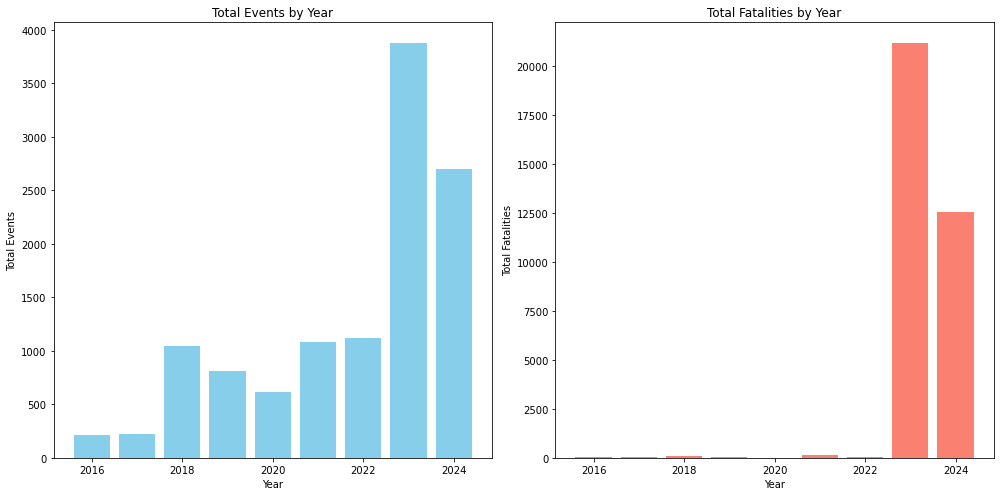 Total Events by Year
4000
3500
3000
2500
2000
1500
1000
500
0
Total Events
2016 2018 2020 2022 2024
Year
Total Fatalities by Year
20000
17500
15000
12500
10000
7500
5000
2500
0
Total Fatalities
2016 2018 2020 2022 2024
Year